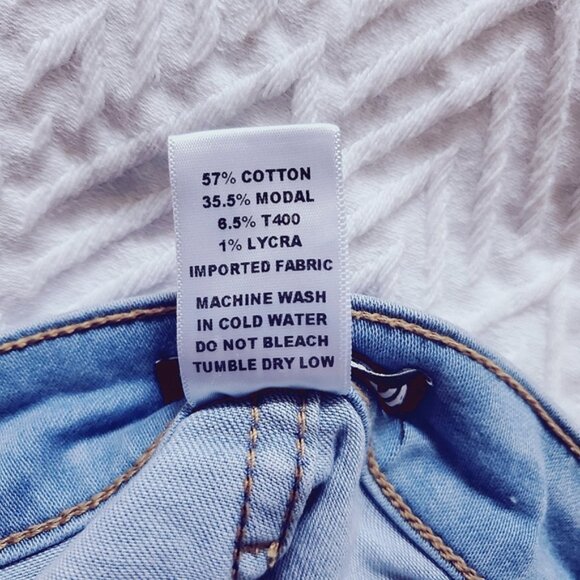 57% COTTON
35.5% MODAL
6.5% T400
1% LYCRA
IMPORTED FABRIC
MACHINE WASH
IN COLD WATER
DO NOT BLEACH
TUMBLE DRY LOW